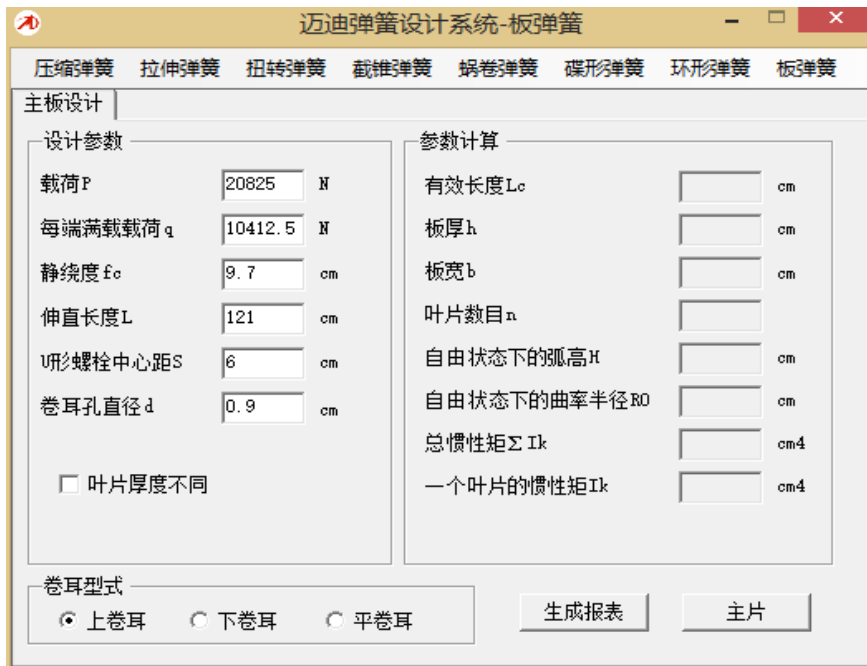 迈迪弹簧设计系统-板弹簧
压缩弹簧 拉伸弹簧 扭转弹簧 截锥弹簧 蜗卷弹簧 碟形弹簧 环形弹簧 板弹簧
主板设计
设计参数
载荷P 20825 N
每端满载载荷q 10412.5 N
静绕度fc 9.7 cm
伸直长度L 121 cm
U形螺栓中心距S 6 cm
卷耳孔直径d 0.9 cm
叶片厚度不同
参数计算
有效长度Lc cm
板厚h cm
板宽b cm
叶片数目n
自由状态下的弧高H cm
自由状态下的曲率半径R0 cm
总惯性矩Σ Ik cm4
一个叶片的惯性矩Ik cm4
卷耳型式
上卷耳 下卷耳 平卷耳
生成报表 主片